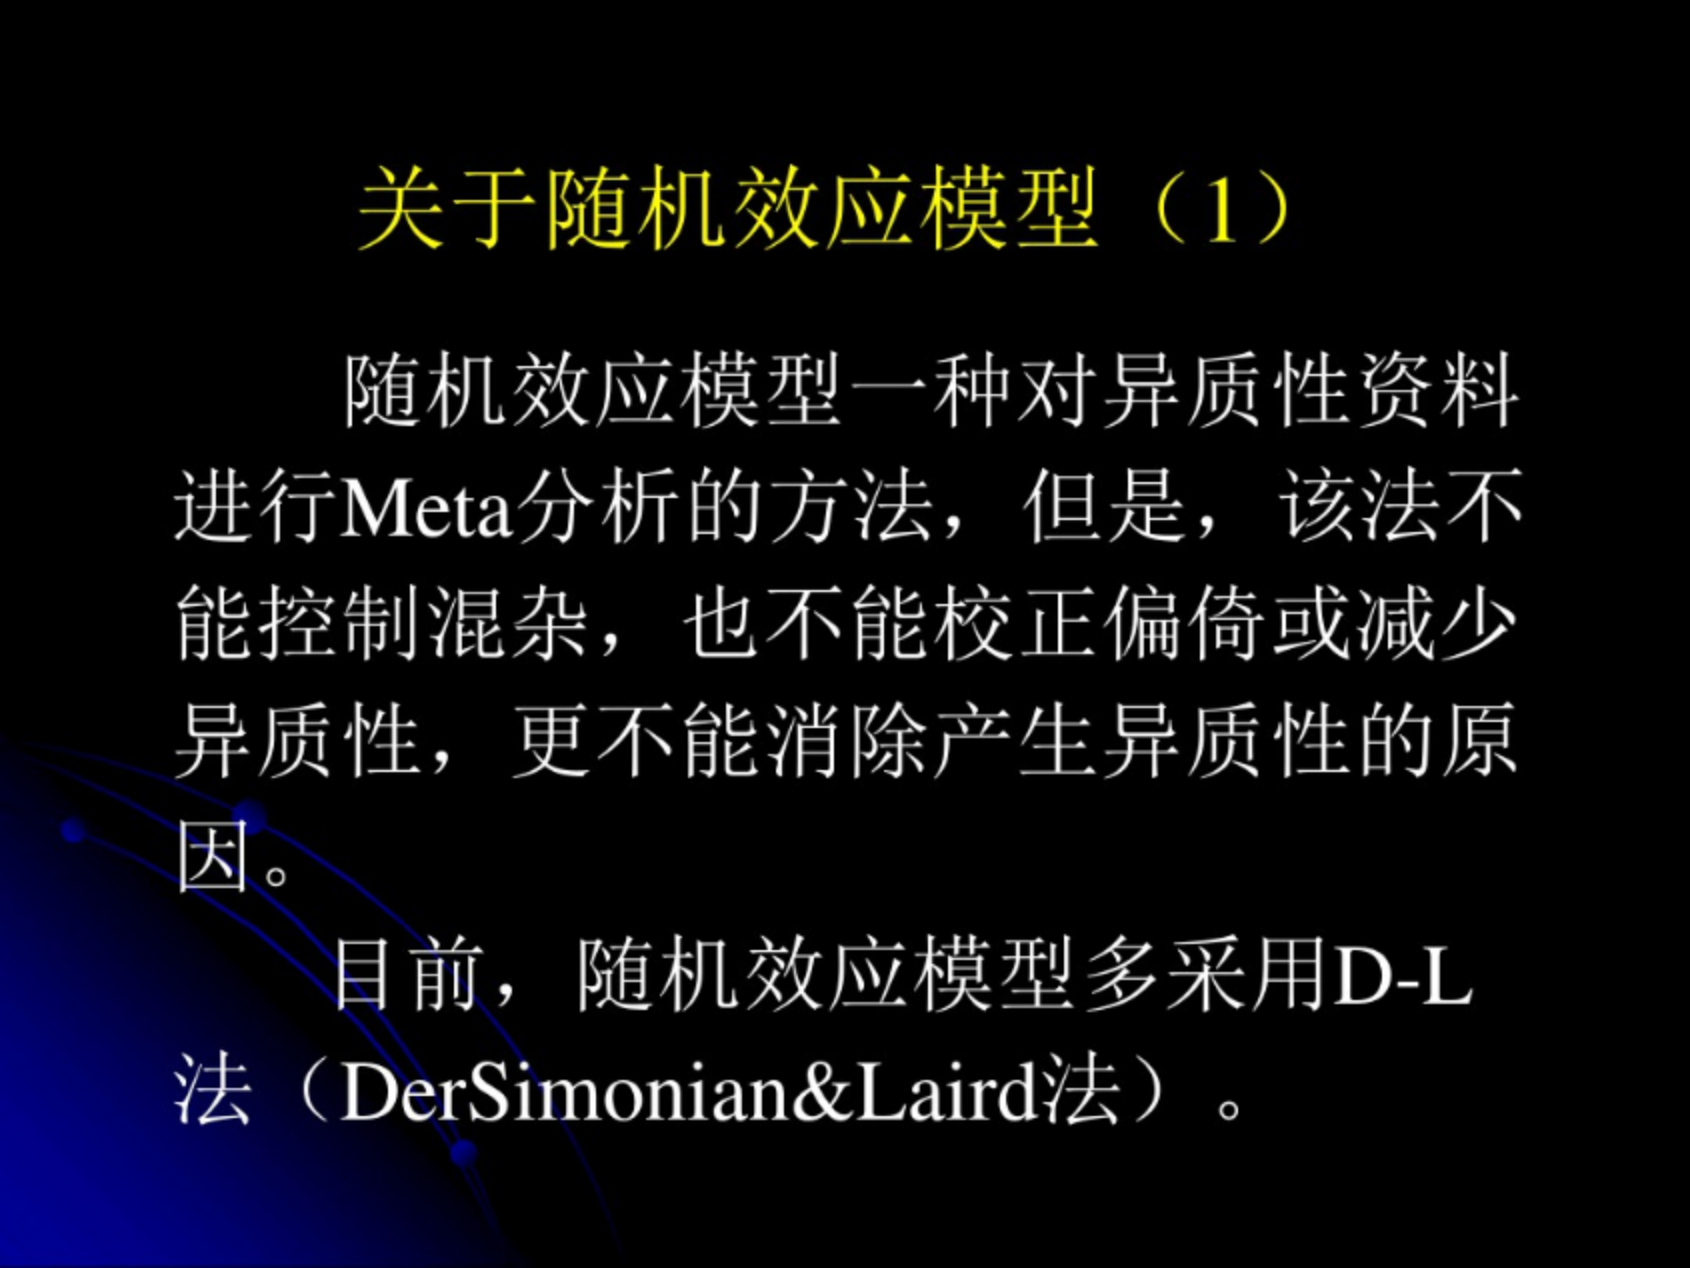 关于随机效应模型（1）
随机效应模型一种对异质性资料
进行Meta分析的方法，但是，该法不
能控制混杂，也不能校正偏倚或减少
异质性，更不能消除产生异质性的原
因。
目前，随机效应模型多采用D-L
法（DerSimonian&Laird法）。